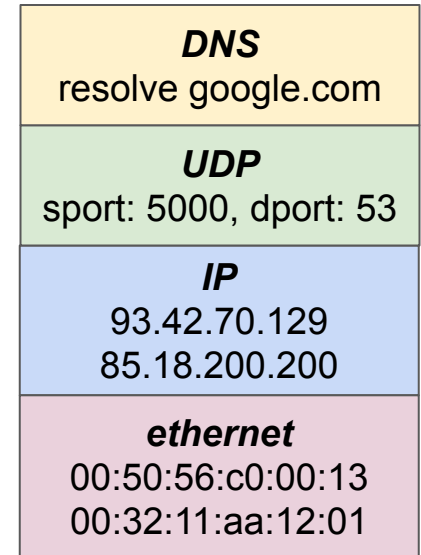 DNS
resolve google.com
UDP
sport: 5000, dport: 53
IP
93.42.70.129
85.18.200.200
ethernet
00:50:56:c0:00:13
00:32:11:aa:12:01